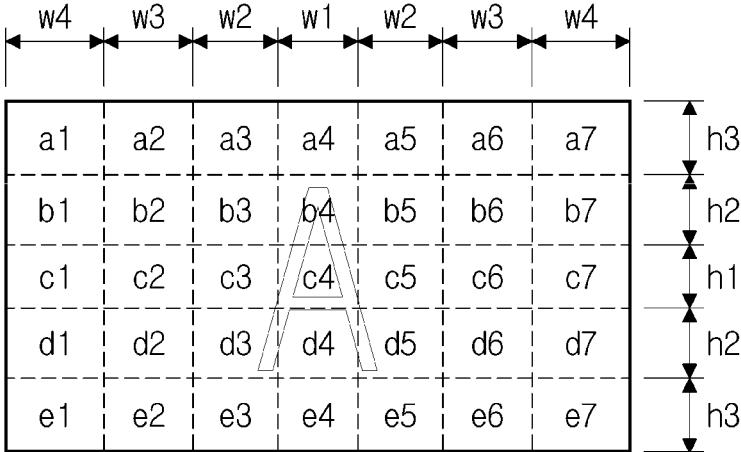 w4 w3 w2 w1 w2 w3 w4
a1 a2 a3 a4 a5 a6 a7 h3
b1 b2 b3 b4 b5 b6 b7 h2
A
c1 c2 c3 c4 c5 c6 c7 h1
d1 d2 d3 d4 d5 d6 d7 h2
e1 e2 e3 e4 e5 e6 e7 h3